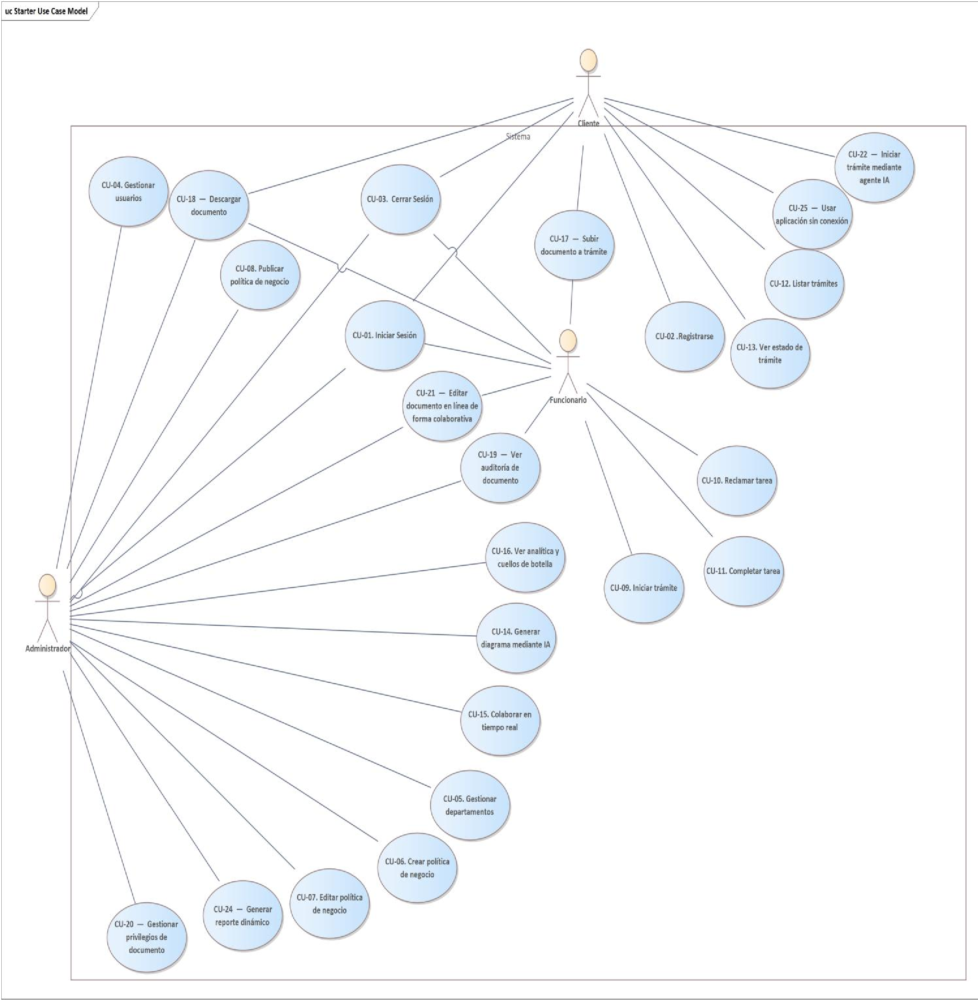 uc Starter Use Case Model
Cliente
Sistema
CU-22 — Iniciar
trámite mediante
agente IA
CU-04. Gestionar
usuarios
CU-18 — Descargar
documento
CU-03. Cerrar Sesión
CU-25 — Usar
aplicación sin conexión
CU-17 — Subir
documento a trámite
CU-08. Publicar
política de negocio
CU-12. Listar trámites
CU-01. Iniciar Sesión
CU-02 .Registrarse
CU-13. Ver estado de
trámite
Funcionario
CU-21 — Editar
documento en línea de
forma colaborativa
CU-19 — Ver
auditoría de
documento
CU-10. Reclamar tarea
CU-16. Ver analítica y
cuellos de botella
CU-11. Completar tarea
CU-09. Iniciar trámite
Administrador
CU-14. Generar
diagrama mediante IA
CU-15. Colaborar en
tiempo real
CU-05. Gestionar
departamentos
CU-06. Crear política
de negocio
CU-07. Editar política
de negocio
CU-24 — Generar
reporte dinámico
CU-20 — Gestionar
privilegios de
documento